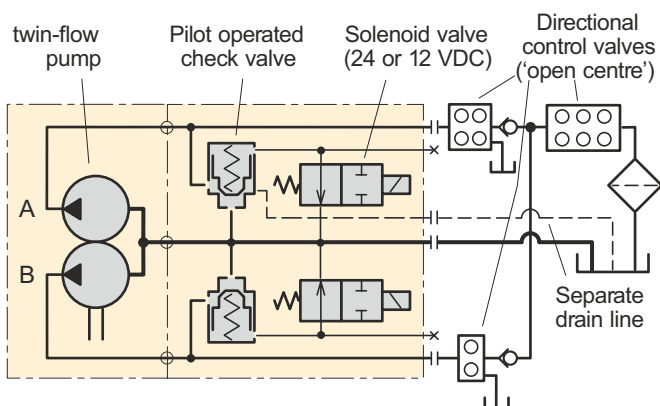 twin-flow
pump
Pilot operated
check valve
Solenoid valve
(24 or 12 VDC)
Directional
control valves
('open centre')
A
B
Separate
drain line